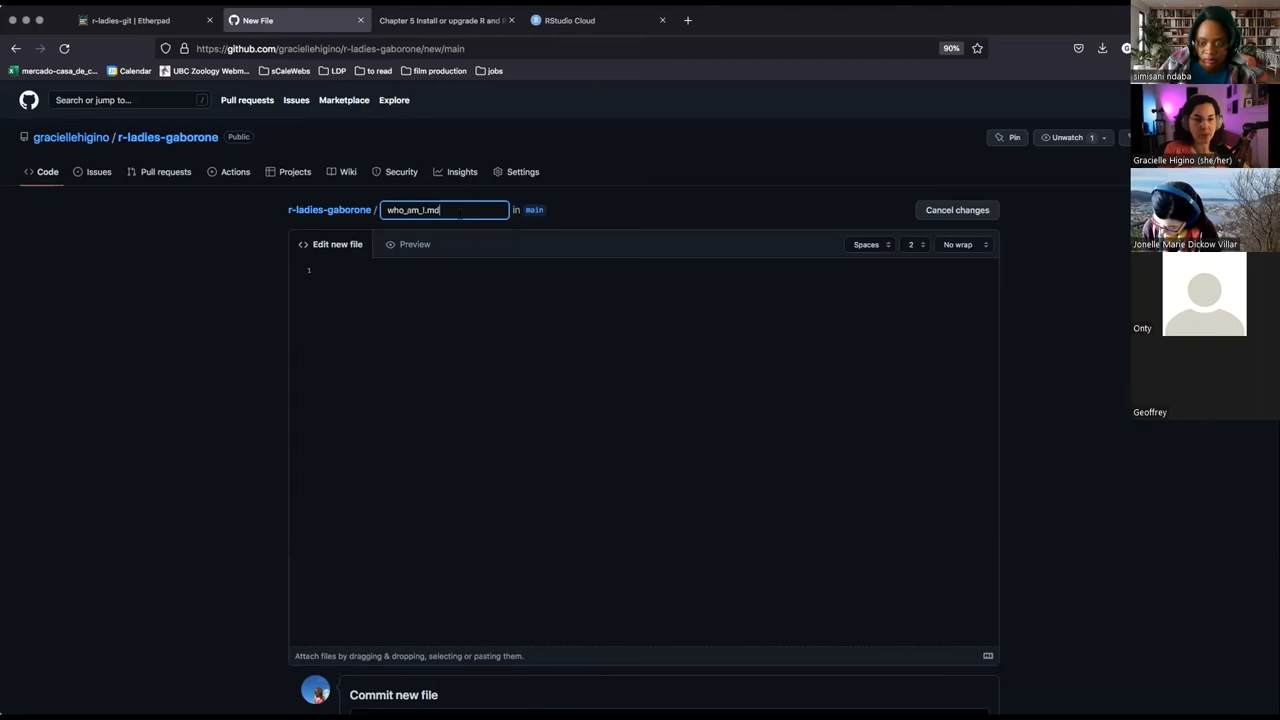 r-ladies-git | Etherpad
New File
Chapter 5 Install or upgrade R and
RStudio Cloud
https://github.com/graciellehigino/r-ladies-gaborone/new/main
90%
mercado-casa_de_c...
Calendar
UBC Zoology Webm...
sCaleWebs
LDP
to read
film production
jobs
Search or jump to...
/
Pull requests
Issues
Marketplace
Explore
graciellehigino / r-ladies-gaborone
Public
Pin
Unwatch 1
Code
Issues
Pull requests
Actions
Projects
Wiki
Security
Insights
Settings
r-ladies-gaborone / who_am_I.md in main
Cancel changes
Edit new file
Preview
Spaces
2
No wrap
1
Attach files by dragging & dropping, selecting or pasting them.
Commit new file
simisani ndaba
Gracielle Higino (she/her)
Jonelle Marie Dickow Villar
Onty
Geoffrey